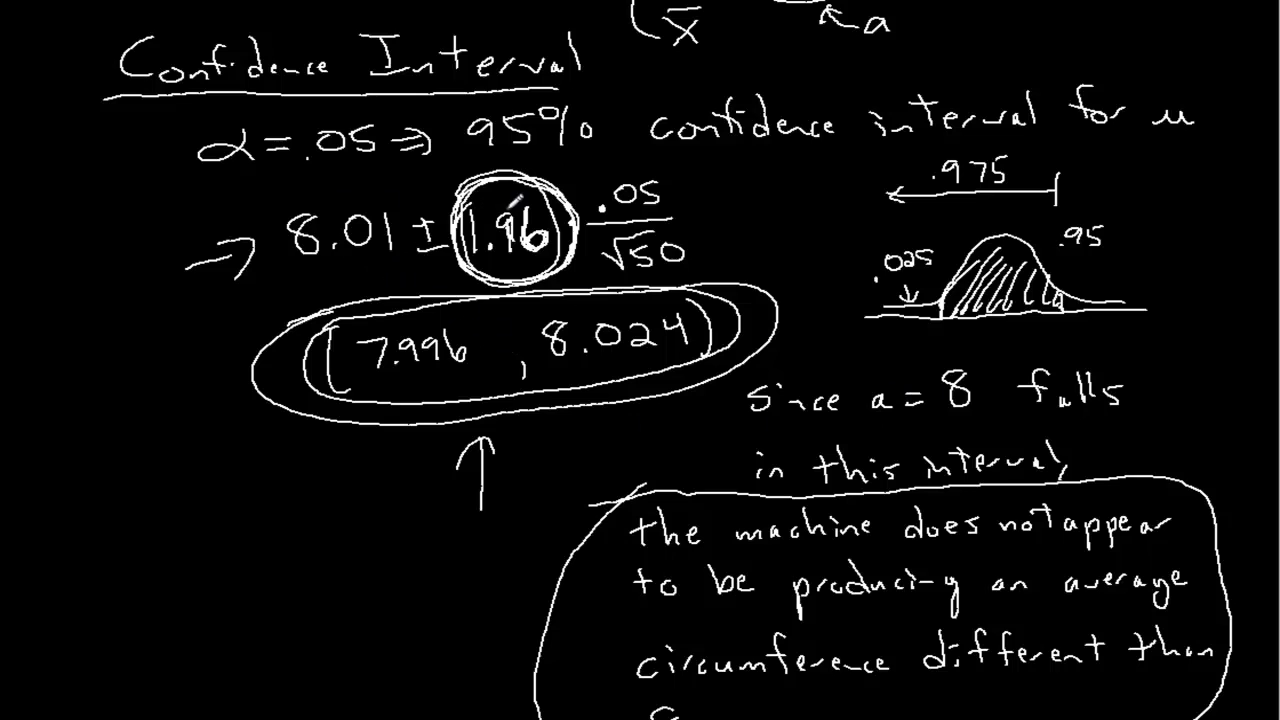 x̄ a
Confidence Interval
α = .05 ⇒ 95% confidence interval for μ
.975
⇒ 8.01 ± 1.96 · .05/√50
.95
.025
(7.996, 8.024)
since a = 8 falls
in this interval,
the machine does not appear
to be producing an average
circumference different than